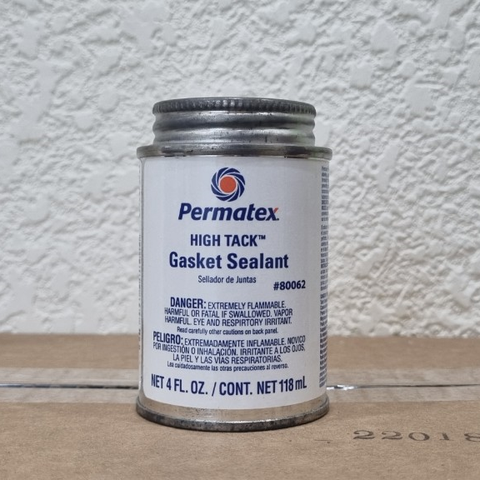 Permatex
HIGH TACK™
Gasket Sealant
Sellador de Juntas
#80062
DANGER: EXTREMELY FLAMMABLE.
HARMFUL OR FATAL IF SWALLOWED. VAPOR
HARMFUL. EYE AND RESPIRTORY IRRITANT.
Read carefully other cautions on back panel.
PELIGRO: EXTREMADAMENTE INFLAMABLE. NOVICO
POR INGESTIÓN O INHALACIÓN. IRRITANTE A LOS OJOS,
LA PIEL Y LAS VÍAS RESPIRATORIAS.
Lea cuidadosamente las otras precauciones al reverso.
NET 4 FL. OZ. / CONT. NET 118 mL
22018